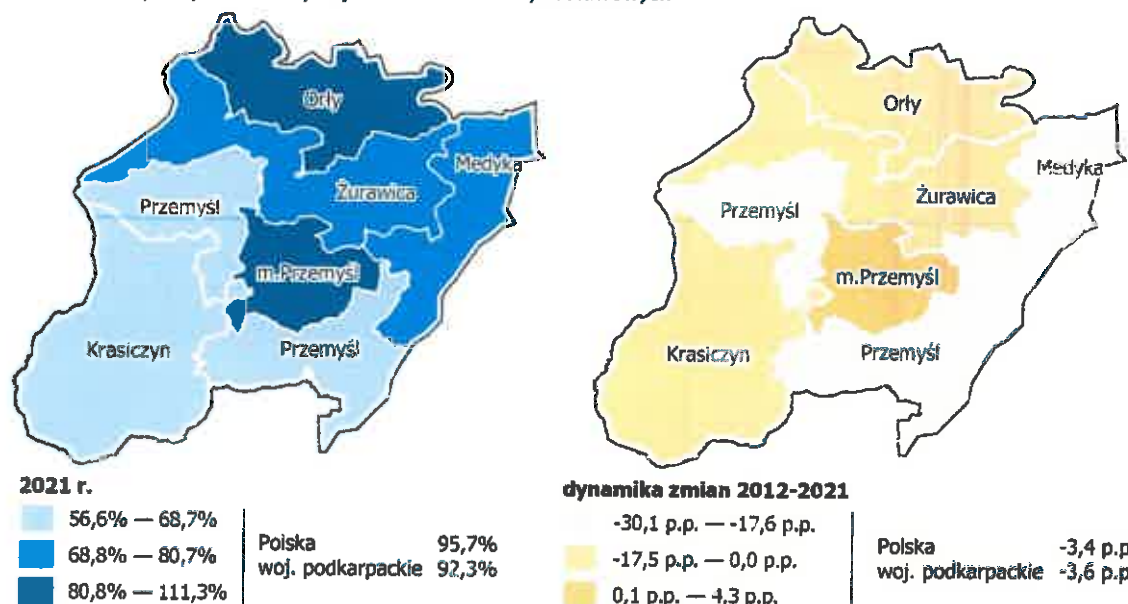 Orły
Medyka
Żurawica
Przemyśl
m.Przemyśl
Krasiczyn
Przemyśl
2021 r.
56,6% — 68,7%
68,8% — 80,7%
80,8% — 111,3%
Polska 95,7%
woj. podkarpackie 92,3%
Orły
Medyka
Żurawica
Przemyśl
m.Przemyśl
Krasiczyn
Przemyśl
dynamika zmian 2012-2021
-30,1 p.p. — -17,6 p.p.
-17,5 p.p. — 0,0 p.p.
0,1 p.p. — 4,3 p.p.
Polska -3,4 p.p
woj. podkarpackie -3,6 p.p